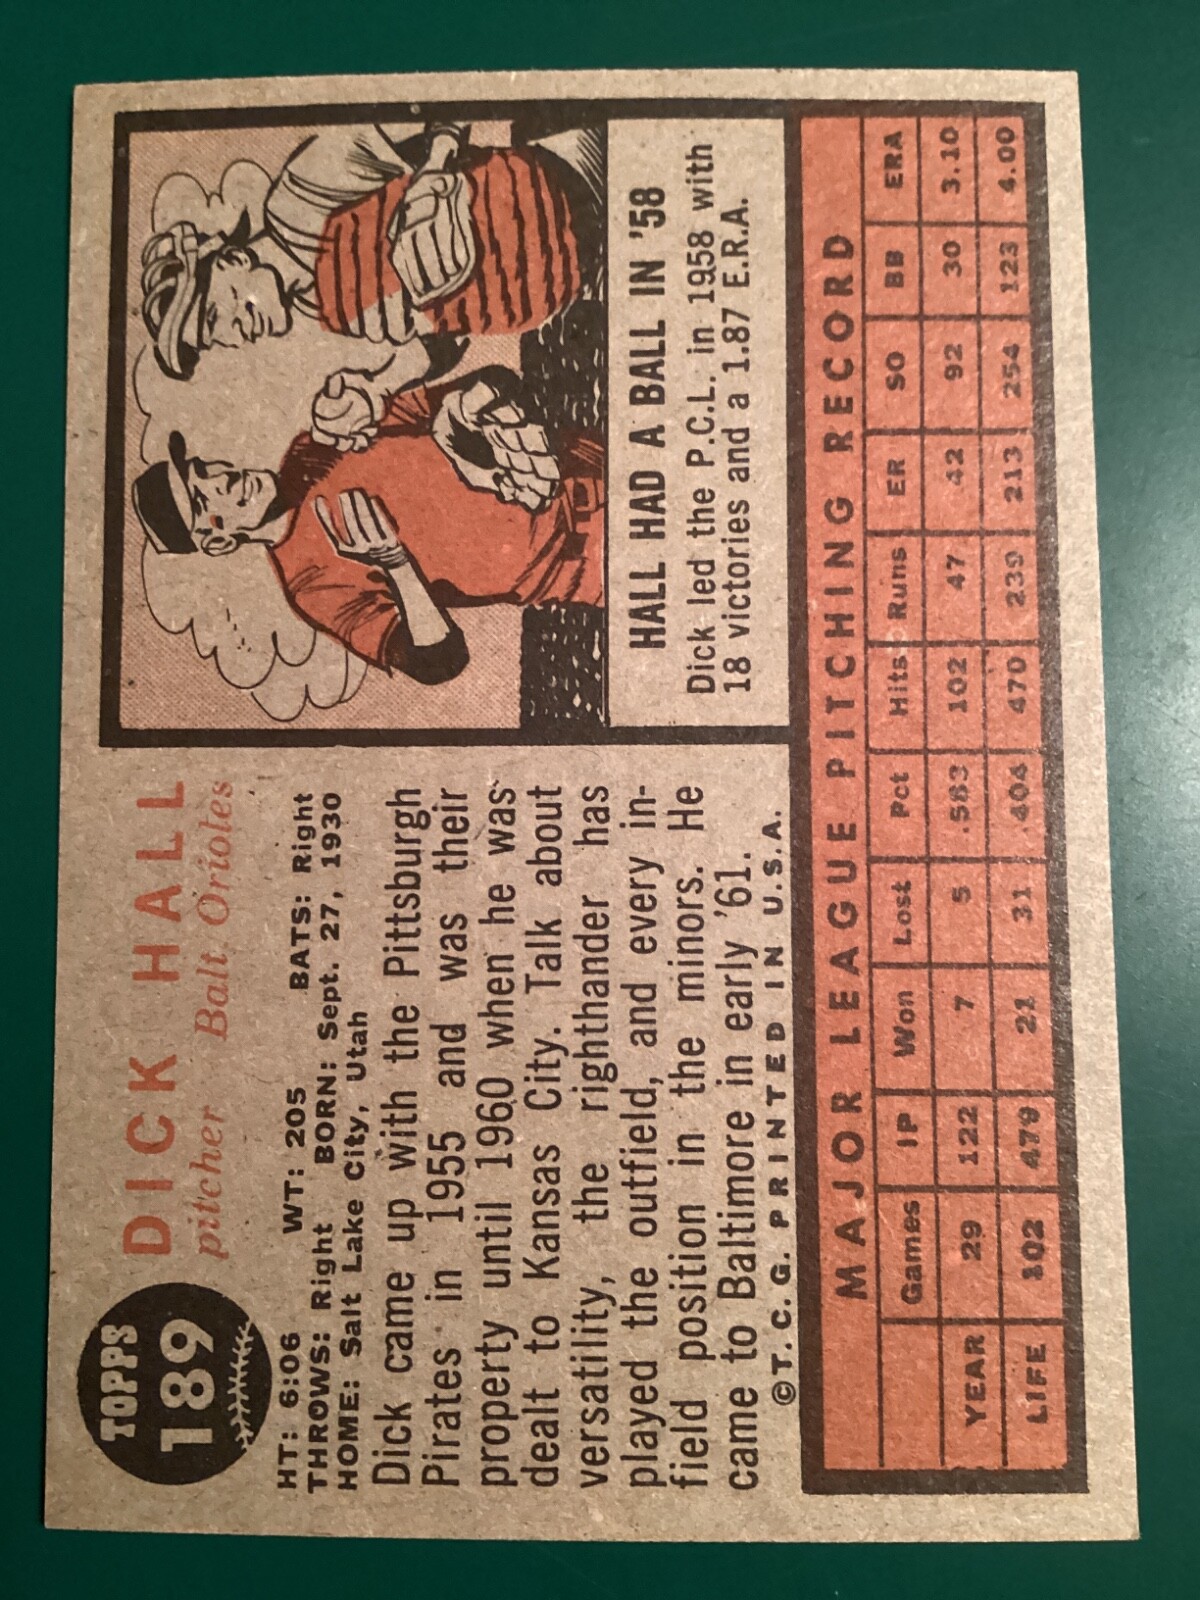 TOPPS
189
DICK HALL
pitcher Balt. Orioles
HT: 6:06 WT: 205 BATS: Right
THROWS: Right BORN: Sept. 27, 1930
HOME: Salt Lake City, Utah
Dick came up with the Pittsburgh
Pirates in 1955 and was their
property until 1960 when he was
dealt to Kansas City. Talk about
versatility, the righthander has
played the outfield, and every in-
field position in the minors. He
came to Baltimore in early '61.
©T. C. G. PRINTED IN U.S.A.
HALL HAD A BALL IN '58
Dick led the P.C.L. in 1958 with
18 victories and a 1.87 E.R.A.
MAJOR LEAGUE PITCHING RECORD
Games IP Won Lost Pct Hits Runs ER SO BB ERA
YEAR 29 122 7 5 .583 102 47 42 92 30 3.10
LIFE 102 479 21 31 .404 470 239 213 254 123 4.00